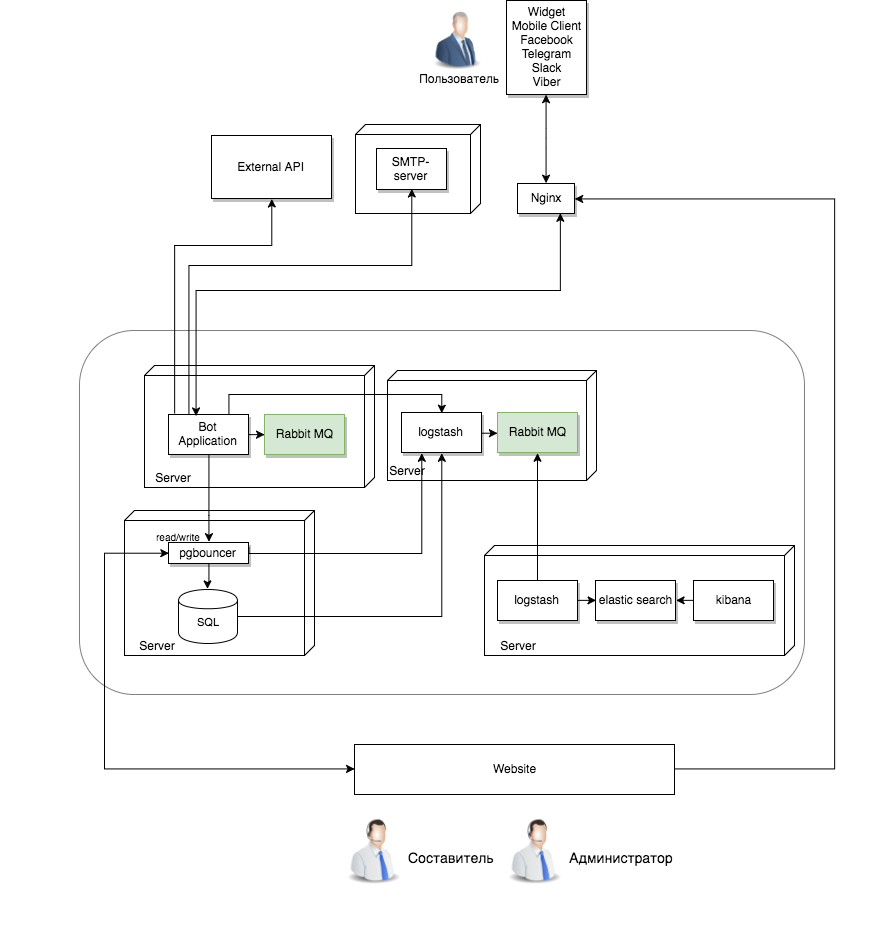 Widget
Mobile Client
Facebook
Telegram
Slack
Viber
Пользователь
External API
SMTP-
server
Nginx
Bot
Application
Rabbit MQ
Server
logstash
Rabbit MQ
Server
read/write
pgbouncer
SQL
Server
logstash
elastic search
kibana
Server
Website
Составитель
Администратор